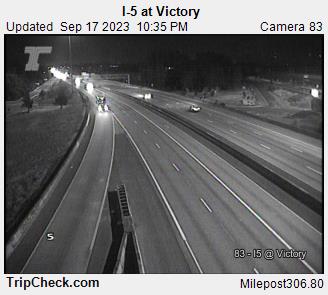 I-5 at Victory
Updated Sep 17 2023 10:35 PM Camera 83
S
83 - I5 @ Victory
TripCheck.com Milepost306.80